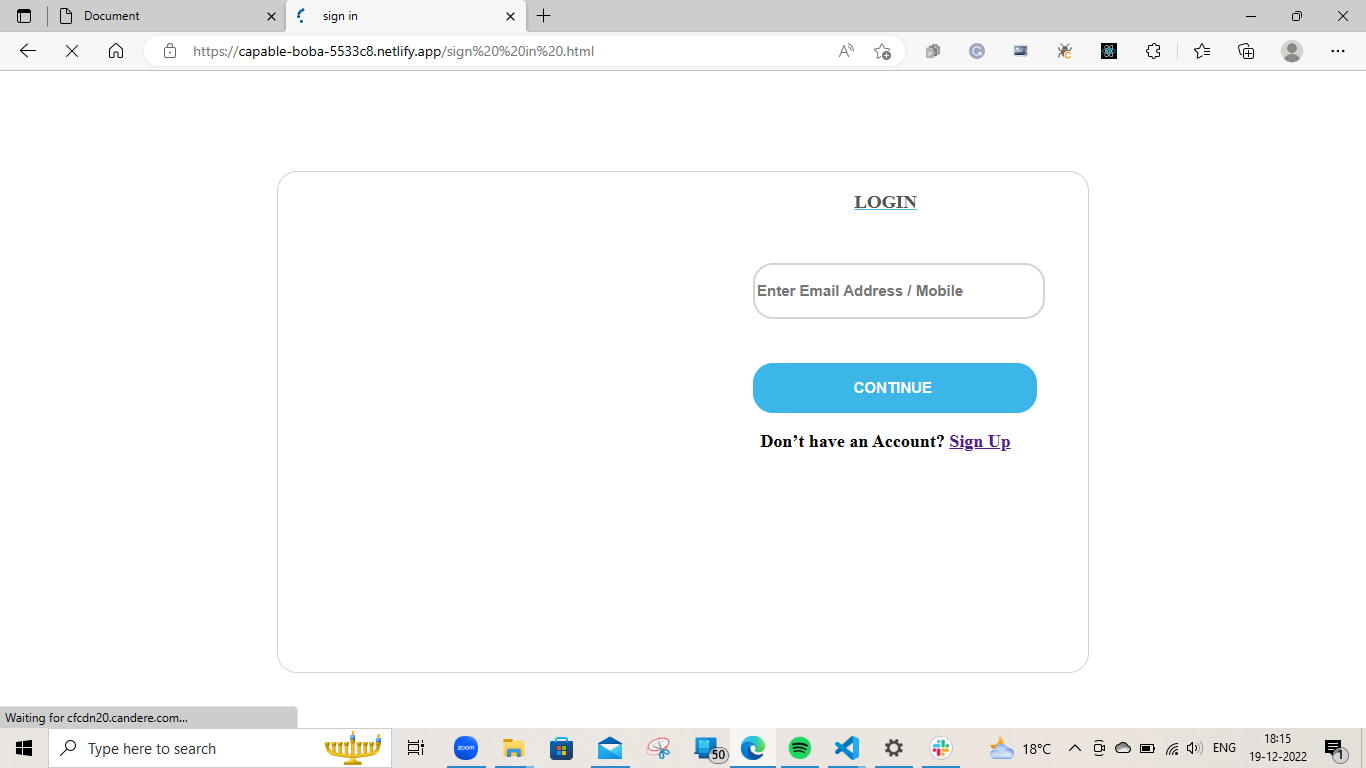 Document
sign in
https://capable-boba-5533c8.netlify.app/sign%20%20in%20.html
LOGIN
Enter Email Address / Mobile
CONTINUE
Don’t have an Account? Sign Up
Waiting for cfcdn20.candere.com...
Type here to search
zoom
50
18°C
ENG
18:15
19-12-2022
1